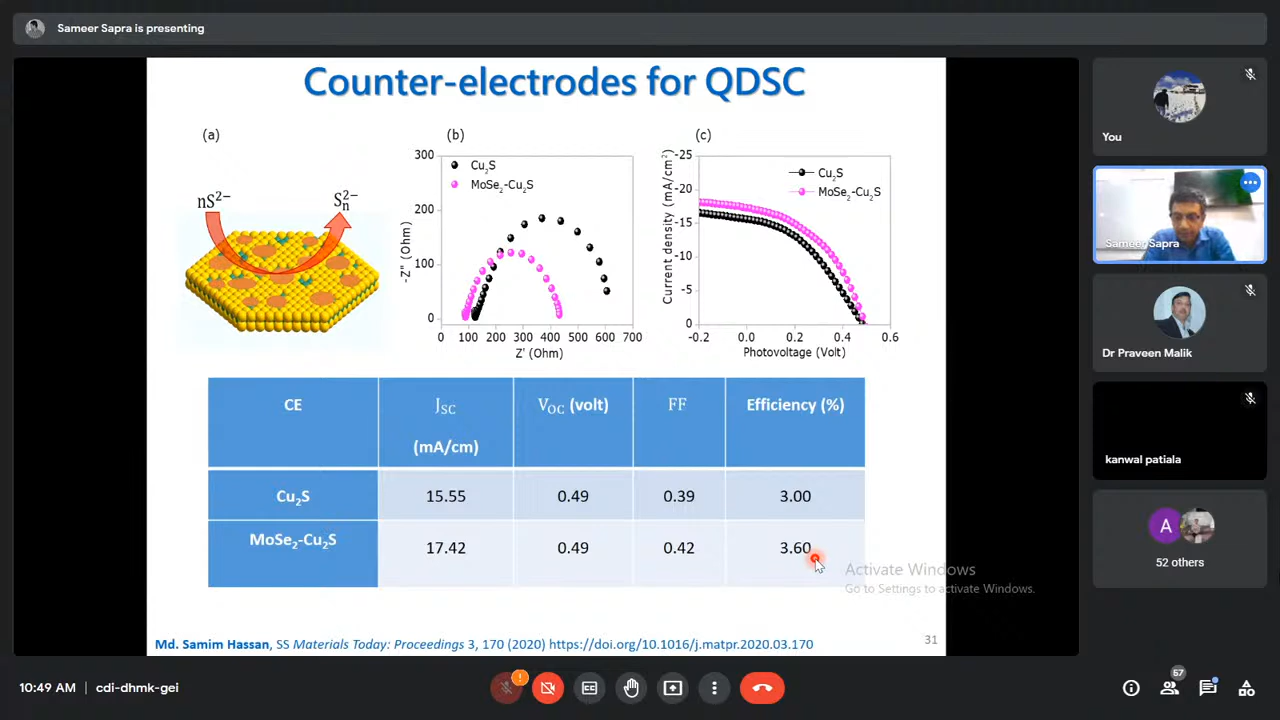 Sameer Sapra is presenting
Counter-electrodes for QDSC
(a)
nS²⁻
Sₙ²⁻
(b)
Cu₂S
MoSe₂-Cu₂S
300
200
100
0
-Z" (Ohm)
0 100 200 300 400 500 600 700
Z' (Ohm)
(c)
Cu₂S
MoSe₂-Cu₂S
-25
-20
-15
-10
-5
0
Current density (mA/cm²)
-0.2 0.0 0.2 0.4 0.6
Photovoltage (Volt)
CE J_SC (mA/cm) V_OC (volt) FF Efficiency (%)
Cu₂S 15.55 0.49 0.39 3.00
MoSe₂-Cu₂S 17.42 0.49 0.42 3.60
Activate Windows
Go to Settings to activate Windows.
Md. Samim Hassan, SS Materials Today: Proceedings 3, 170 (2020) https://doi.org/10.1016/j.matpr.2020.03.170
31
You
Sameer Sapra
Dr Praveen Malik
kanwal patiala
A
52 others
10:49 AM | cdi-dhmk-gei
57